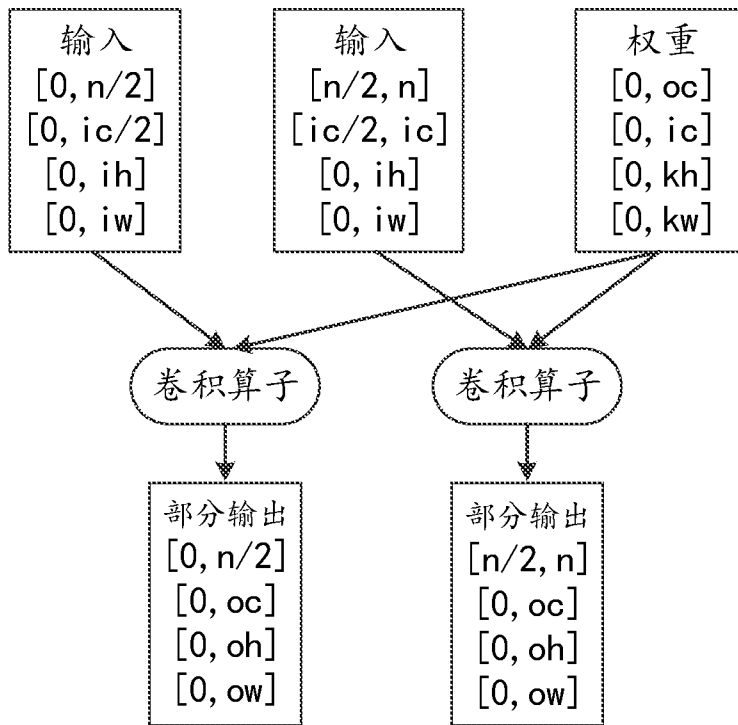 输入
[0, n/2]
[0, ic/2]
[0, ih]
[0, iw]
输入
[n/2, n]
[ic/2, ic]
[0, ih]
[0, iw]
权重
[0, oc]
[0, ic]
[0, kh]
[0, kw]
卷积算子
卷积算子
部分输出
[0, n/2]
[0, oc]
[0, oh]
[0, ow]
部分输出
[n/2, n]
[0, oc]
[0, oh]
[0, ow]